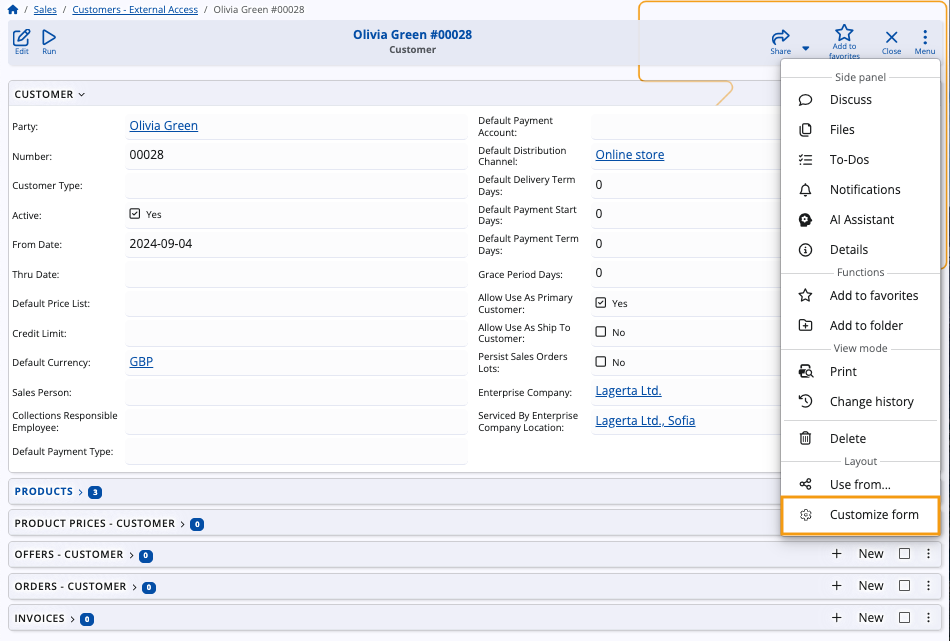 / Sales / Customers - External Access / Olivia Green #00028
Edit
Run
Olivia Green #00028
Customer
Share
Add to
favorites
Close
Menu
CUSTOMER
Party:
Olivia Green
Number:
00028
Customer Type:
Active:
Yes
From Date:
2024-09-04
Thru Date:
Default Price List:
Credit Limit:
Default Currency:
GBP
Sales Person:
Collections Responsible
Employee:
Default Payment Type:
Default Payment
Account:
Default Distribution
Channel:
Online store
Default Delivery Term
Days:
0
Default Payment Start
Days:
0
Default Payment Term
Days:
0
Grace Period Days:
0
Allow Use As Primary
Customer:
Yes
Allow Use As Ship To
Customer:
No
Persist Sales Orders
Lots:
No
Enterprise Company:
Lagerta Ltd.
Serviced By Enterprise
Company Location:
Lagerta Ltd., Sofia
Side panel
Discuss
Files
To-Dos
Notifications
AI Assistant
Details
Functions
Add to favorites
Add to folder
View mode
Print
Change history
Delete
Layout
Use from...
Customize form
PRODUCTS 3
PRODUCT PRICES - CUSTOMER 0
OFFERS - CUSTOMER 0
New
ORDERS - CUSTOMER 0
New
INVOICES 0
New